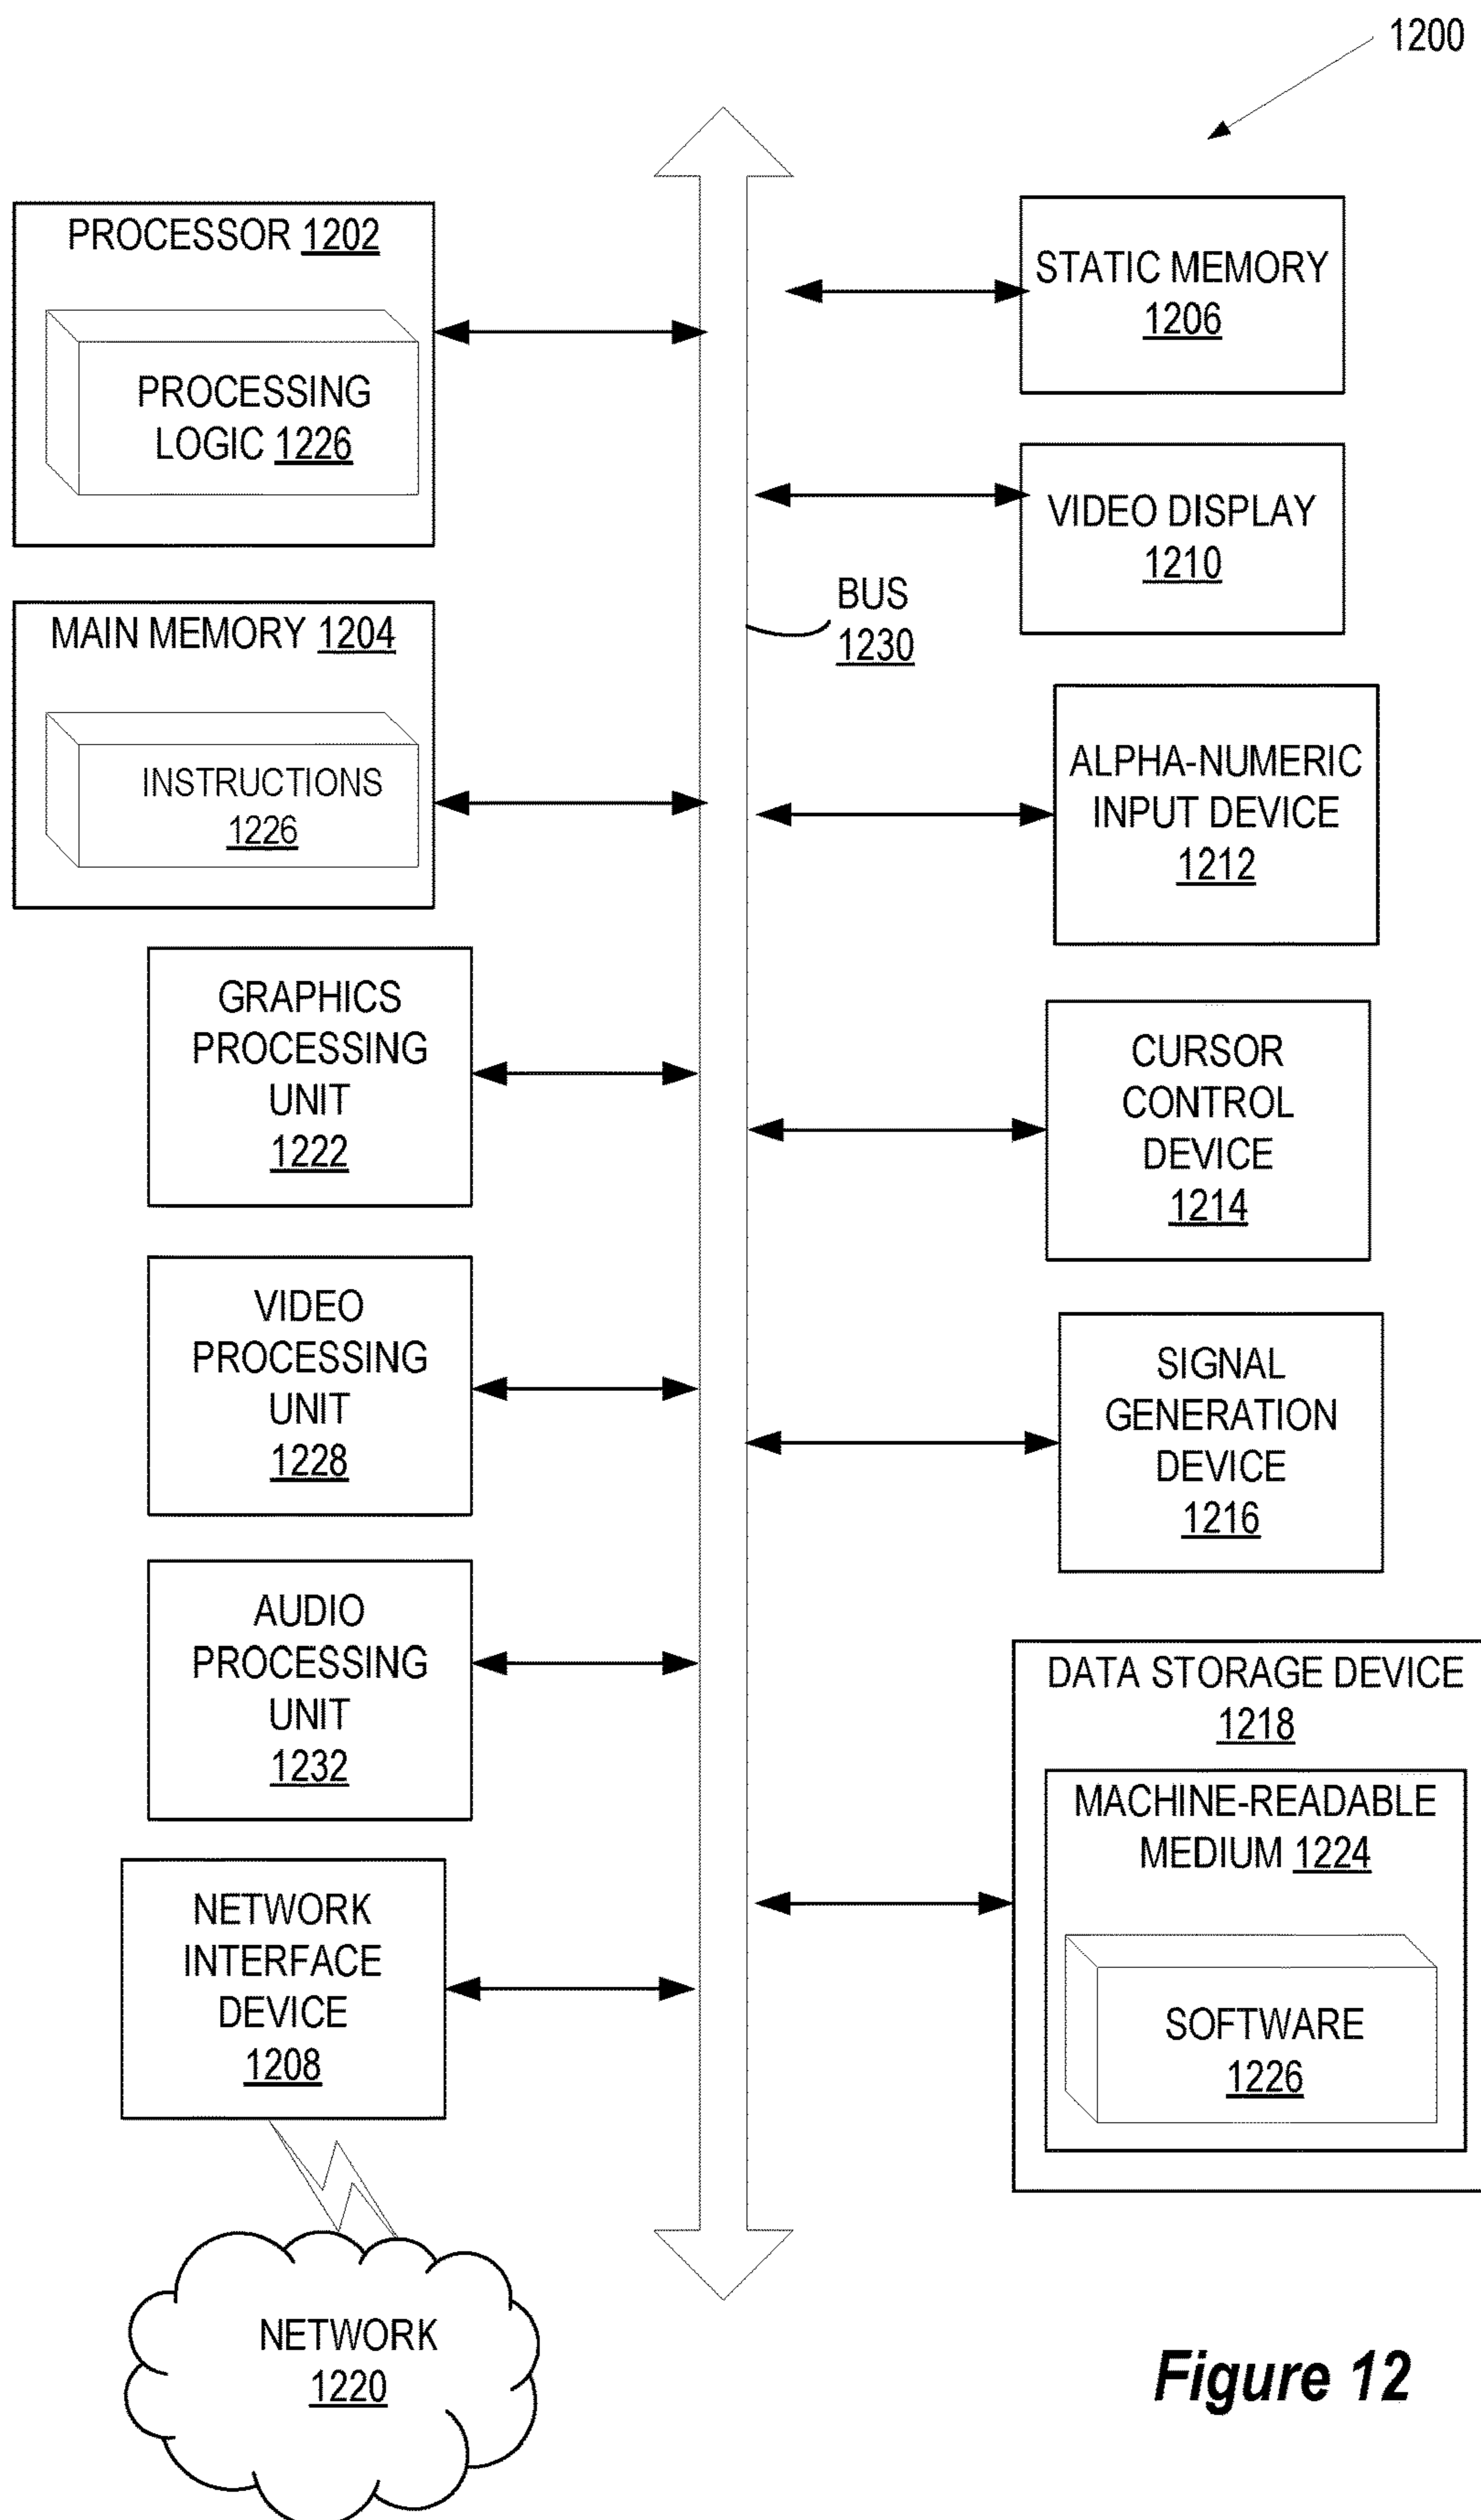 1200
PROCESSOR 1202
PROCESSING
LOGIC 1226
MAIN MEMORY 1204
INSTRUCTIONS
1226
GRAPHICS
PROCESSING
UNIT
1222
VIDEO
PROCESSING
UNIT
1228
AUDIO
PROCESSING
UNIT
1232
NETWORK
INTERFACE
DEVICE
1208
NETWORK
1220
BUS
1230
STATIC MEMORY
1206
VIDEO DISPLAY
1210
ALPHA-NUMERIC
INPUT DEVICE
1212
CURSOR
CONTROL
DEVICE
1214
SIGNAL
GENERATION
DEVICE
1216
DATA STORAGE DEVICE
1218
MACHINE-READABLE
MEDIUM 1224
SOFTWARE
1226
Figure 12